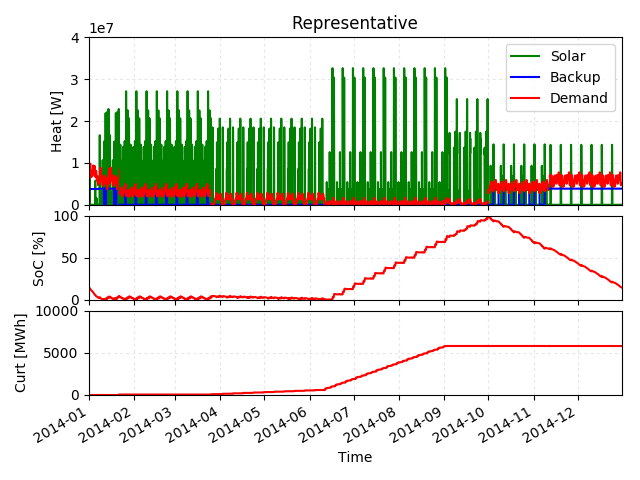 Representative
1e7
4
3
2
1
0
Heat [W]
Solar
Backup
Demand
100
50
0
SoC [%]
10000
5000
0
Curt [MWh]
2014-01
2014-02
2014-03
2014-04
2014-05
2014-06
2014-07
2014-08
2014-09
2014-10
2014-11
2014-12
Time